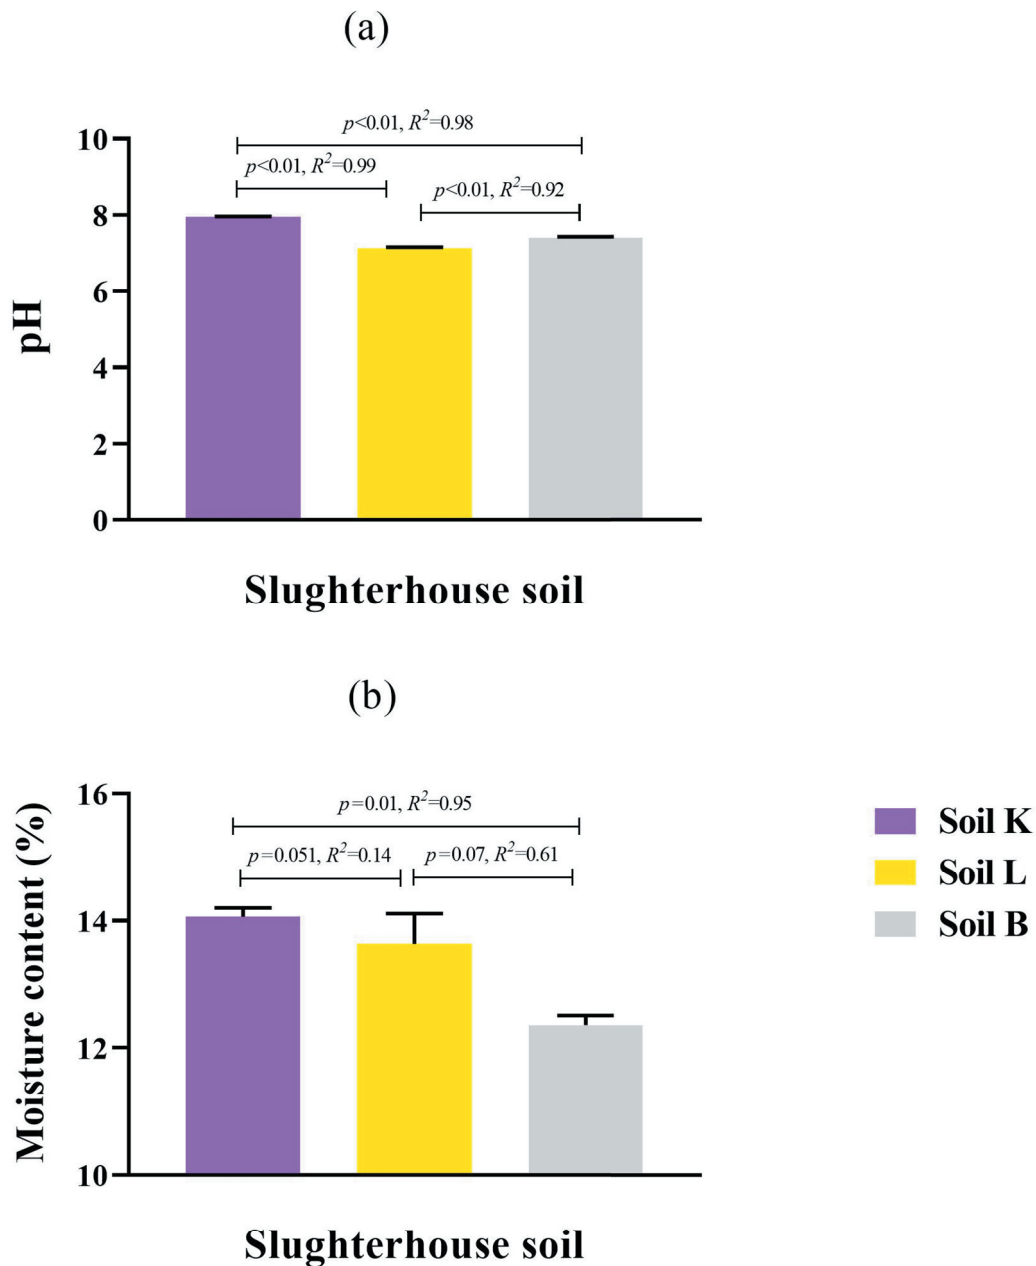 (a)
p<0.01, R²=0.98
p<0.01, R²=0.99
p<0.01, R²=0.92
10
8
6
4
2
0
pH
Slughterhouse soil
(b)
16
14
12
10
Moisture content (%)
p=0.01, R²=0.95
p=0.051, R²=0.14
p=0.07, R²=0.61
Soil K
Soil L
Soil B
Slughterhouse soil